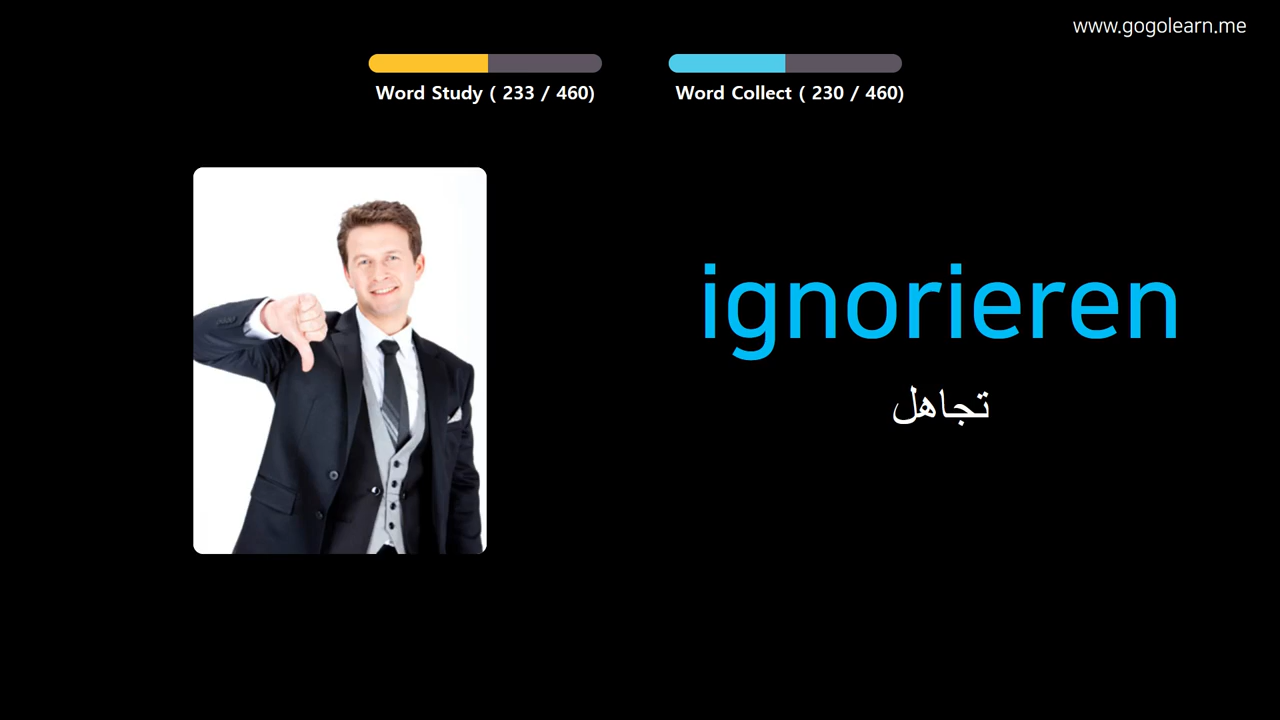 www.gogolearn.me
Word Study ( 233 / 460)
Word Collect ( 230 / 460)
ignorieren
تجاهل